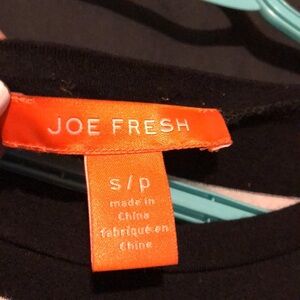 JOE FRESH
s/p
made in
China
fabriqué en
Chine